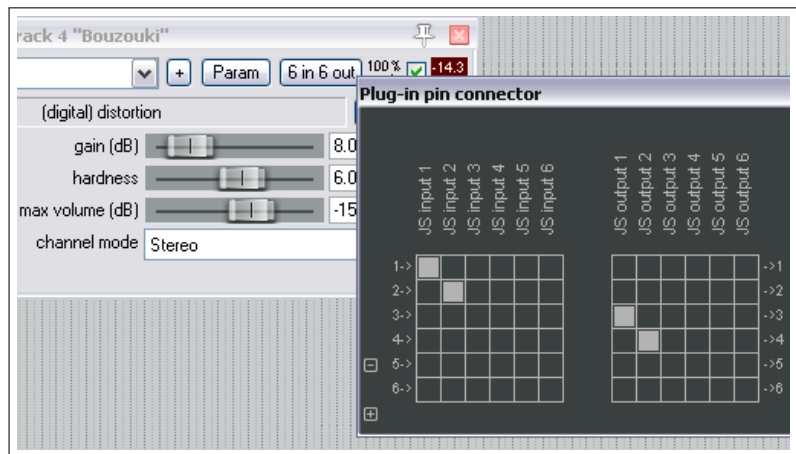 rack 4 "Bouzouki"
+ Param 6 in 6 out 100% -14.3
Plug-in pin connector
(digital) distortion
gain (dB) 8.0
hardness 6.0
max volume (dB) -15
channel mode Stereo
JS input 1 JS input 2 JS input 3 JS input 4 JS input 5 JS input 6
JS output 1 JS output 2 JS output 3 JS output 4 JS output 5 JS output 6
1-> ->1
2-> ->2
3-> ->3
4-> ->4
5-> ->5
6-> ->6